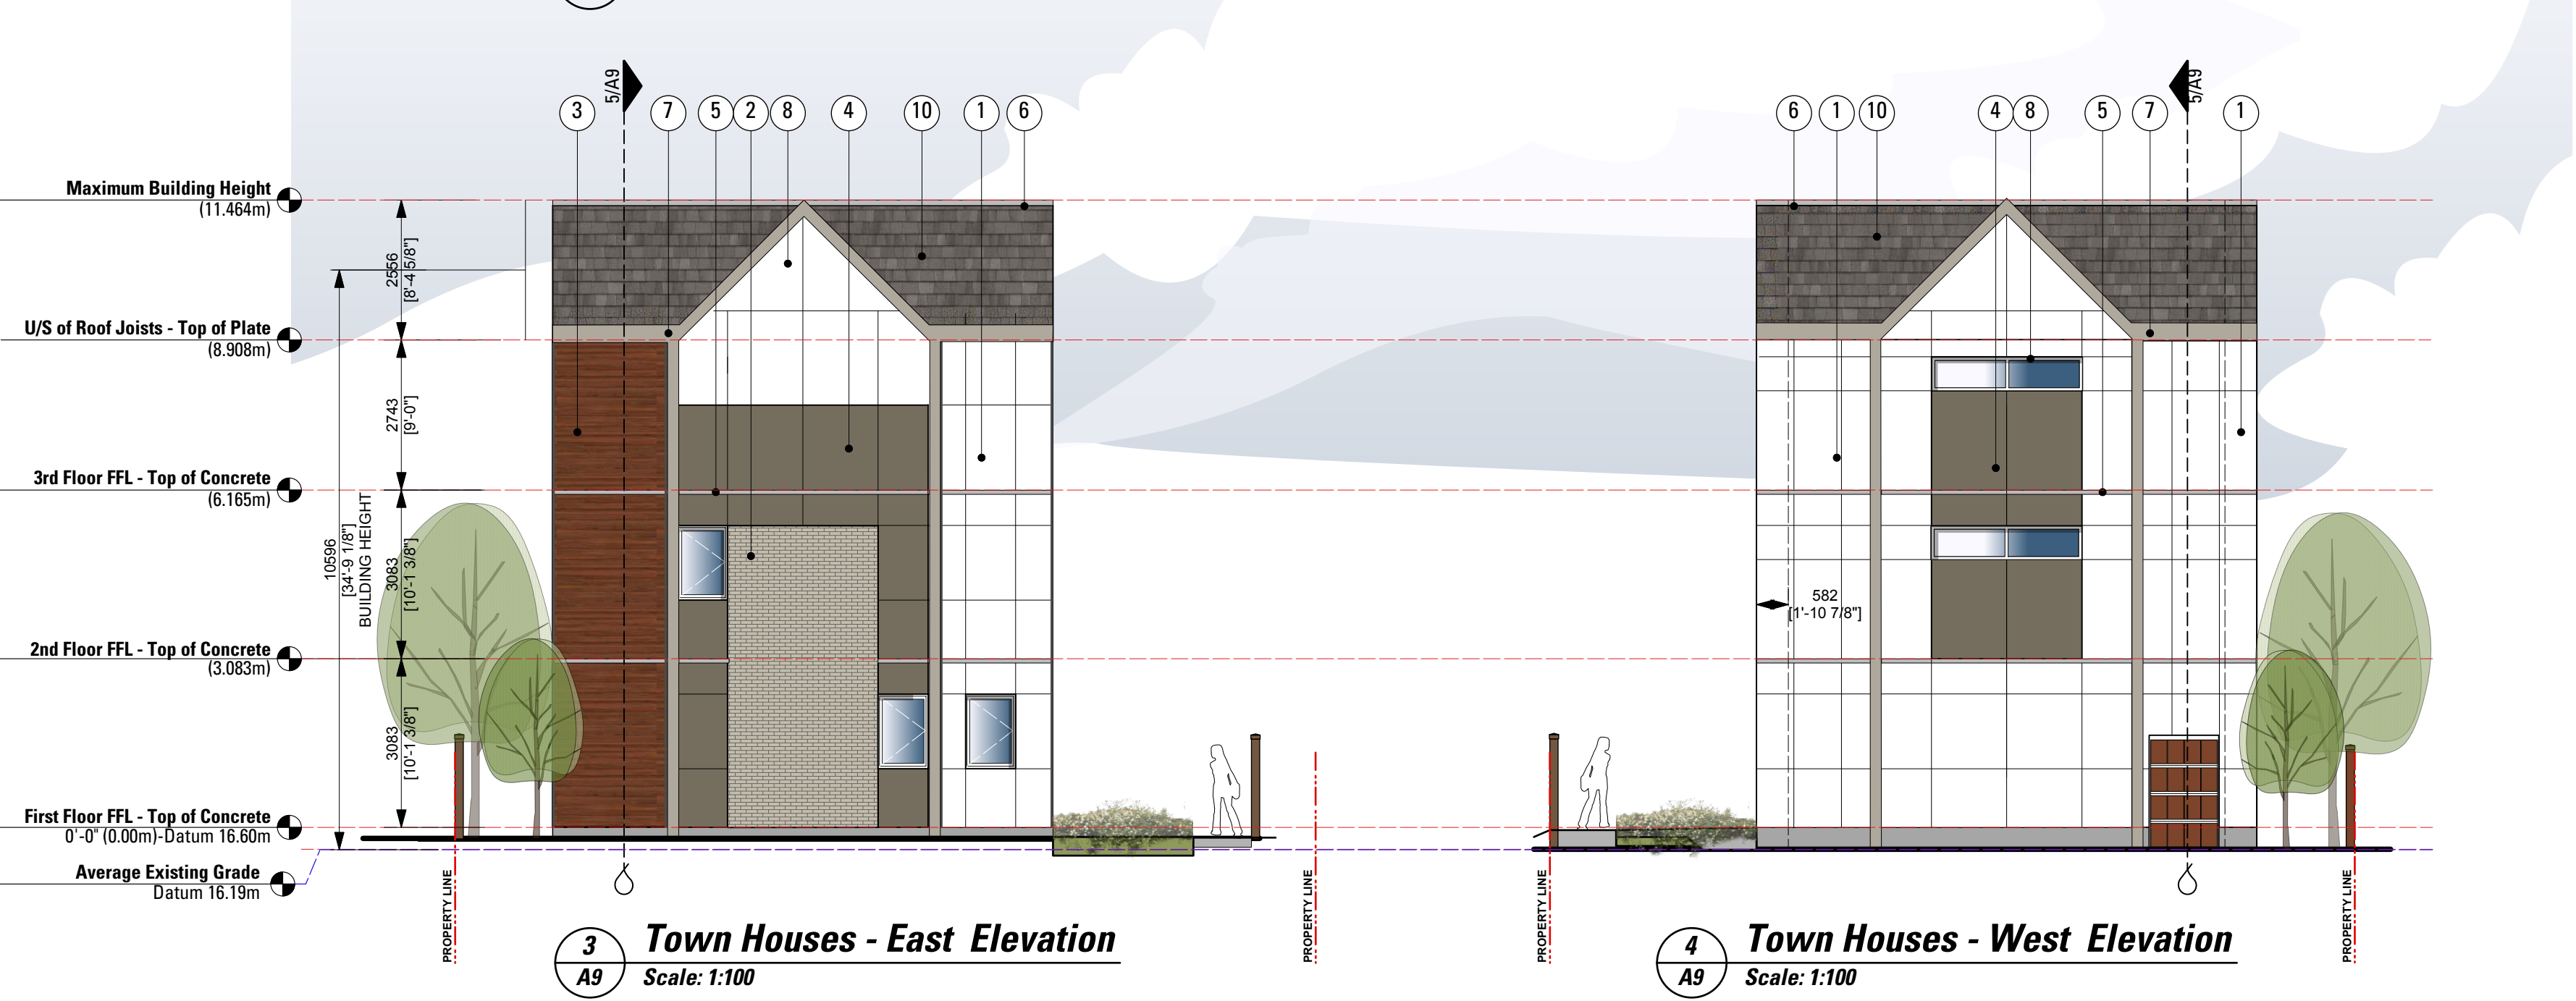 5/A9
3
7
5
2
8
4
10
1
6
6
1
10
4
8
5
7
5/A9
1
Maximum Building Height
(11.464m)
2556
[8'-4 5/8"]
U/S of Roof Joists - Top of Plate
(8.908m)
2743
[9'-0"]
3rd Floor FFL - Top of Concrete
(6.165m)
10596
[34'-9 1/8"]
BUILDING HEIGHT
3083
[10'-1 3/8"]
582
[1'-10 7/8"]
2nd Floor FFL - Top of Concrete
(3.083m)
3083
[10'-1 3/8"]
First Floor FFL - Top of Concrete
0'-0" (0.00m)-Datum 16.60m
Average Existing Grade
Datum 16.19m
PROPERTY LINE
PROPERTY LINE
PROPERTY LINE
PROPERTY LINE
3
A9
Town Houses - East Elevation
Scale: 1:100
4
A9
Town Houses - West Elevation
Scale: 1:100